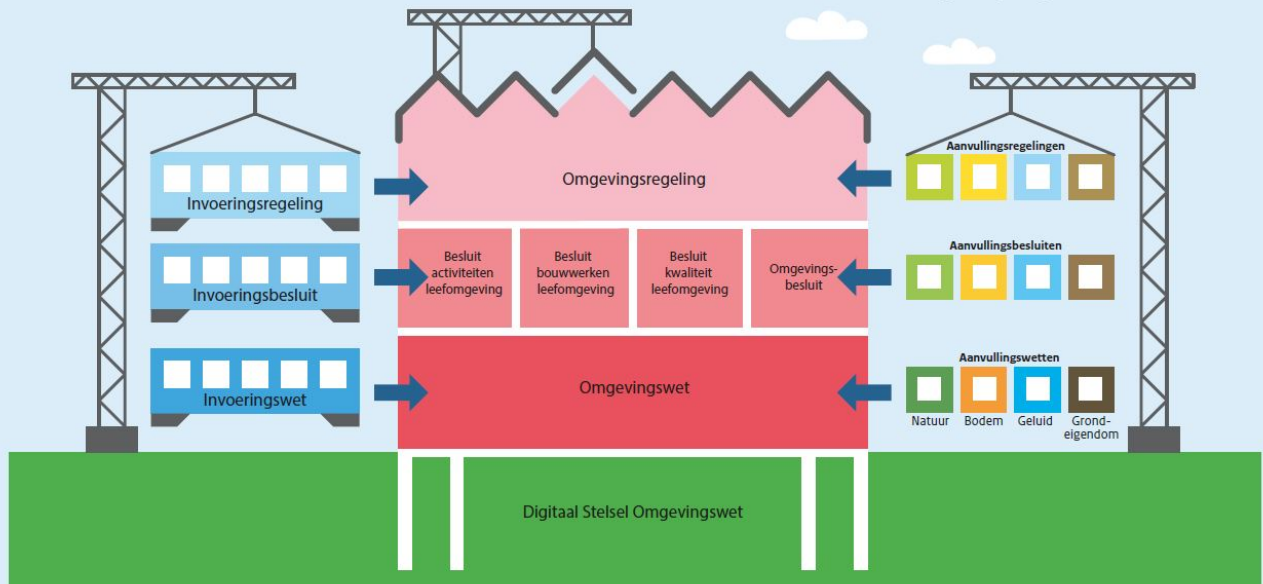 Aanvullingsregelingen
Omgevingsregeling
Invoeringsregeling
Besluit
activiteiten
leefomgeving
Besluit
bouwwerken
leefomgeving
Besluit
kwaliteit
leefomgeving
Omgevings-
besluit
Aanvullingsbesluiten
Invoeringsbesluit
Aanvullingswetten
Omgevingswet
Invoeringswet
Natuur
Bodem
Geluid
Grond-
eigendom
Digitaal Stelsel Omgevingswet